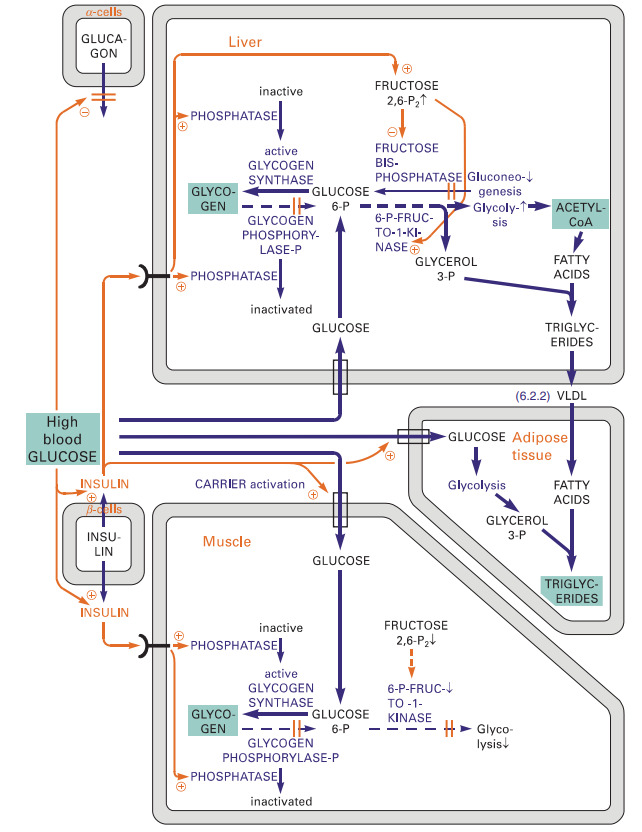 α-cells
GLUCA-
GON
⊖
Liver
⊕
FRUCTOSE
2,6-P₂↑
inactive
PHOSPHATASE
⊕
⊖
FRUCTOSE
BIS-
PHOSPHATASE
active
GLYCOGEN
SYNTHASE
Gluconeo-↓
genesis
GLYCO-
GEN
GLUCOSE
6-P
Glycoly-↑
sis
ACETYL-
CoA
GLYCOGEN
PHOSPHORY-
LASE-P
6-P-FRUC-
TO-1-KI-
NASE
⊕
GLYCEROL
3-P
FATTY
ACIDS
PHOSPHATASE
⊕
inactivated
GLUCOSE
TRIGLYC-
ERIDES
(6.2.2) VLDL
High
blood
GLUCOSE
GLUCOSE
Adipose
tissue
⊕
INSULIN
⊕
CARRIER activation
⊕
Glycolysis
FATTY
ACIDS
GLYCEROL
3-P
β-cells
INSU-
LIN
⊕
INSULIN
Muscle
GLUCOSE
TRIGLYC-
ERIDES
inactive
FRUCTOSE
2,6-P₂↓
⊕
PHOSPHATASE
active
GLYCOGEN
SYNTHASE
6-P-FRUC-↓
TO -1-
KINASE
GLYCO-
GEN
GLUCOSE
6-P
Glyco-
lysis↓
GLYCOGEN
PHOSPHORYLASE-P
PHOSPHATASE
⊕
inactivated